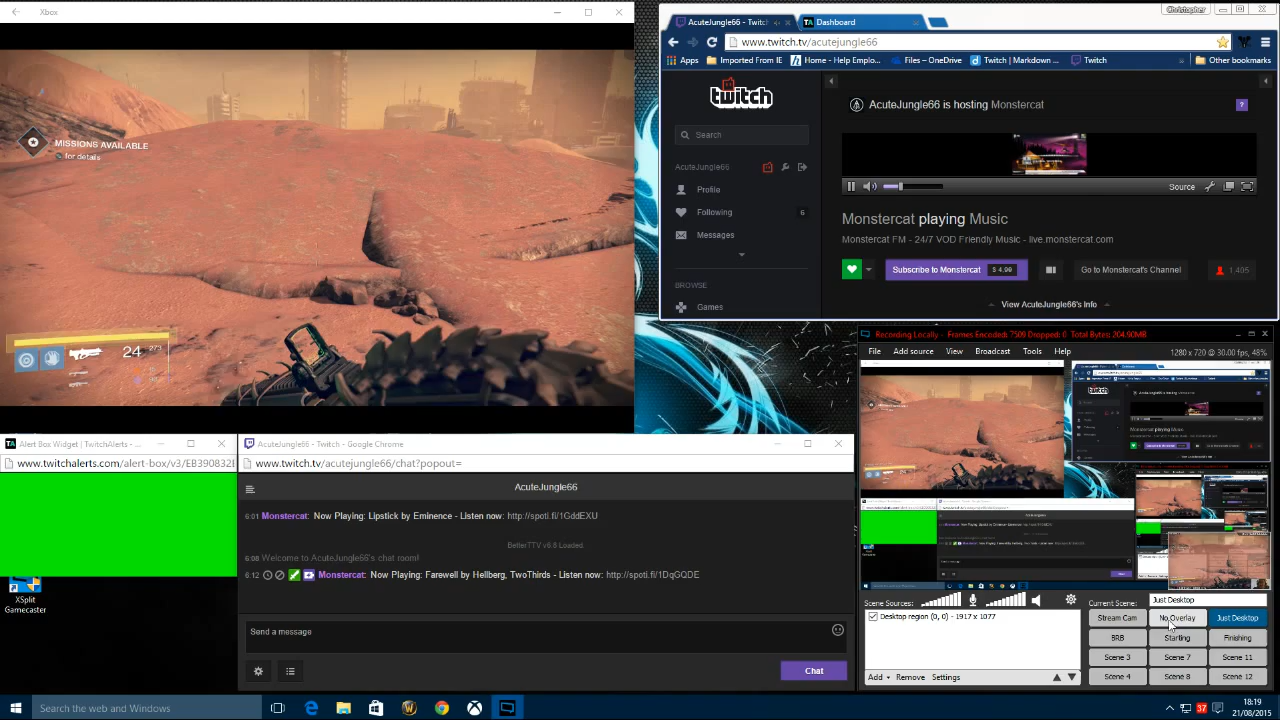 Xbox
MISSIONS AVAILABLE
for details
24
273
AcuteJungle66 - Twitch
Dashboard
Christopher
www.twitch.tv/acutejungle66
Apps
Imported From IE
Home - Help Emplo...
Files – OneDrive
Twitch | Markdown ...
Twitch
»
Other bookmarks
twitch
Search
AcuteJungle66
Profile
Following
6
Messages
BROWSE
Games
AcuteJungle66 is hosting Monstercat
?
Source
Monstercat playing Music
Monstercat FM - 24/7 VOD Friendly Music - live.monstercat.com
Subscribe to Monstercat
$ 4.99
Go to Monstercat's Channel
1,405
View AcuteJungle66's Info
Recording Locally - Frames Encoded: 7509 Dropped: 0 Total Bytes: 204.90MB
File Add source View Broadcast Tools Help
1280 x 720 @ 30.00 fps, 48%
Alert Box Widget | TwitchAlerts - ...
www.twitchalerts.com/alert-box/v3/EB390832E
XSplit
Gamecaster
AcuteJungle66 - Twitch - Google Chrome
www.twitch.tv/acutejungle66/chat?popout=
AcuteJungle66
6:01 Monstercat: Now Playing: Lipstick by Eminence - Listen now: http://spoti.fi/1GddEXU
BetterTTV v6.8 Loaded.
Welcome to AcuteJungle66's chat room!
6:12 Monstercat: Now Playing: Farewell by Hellberg, TwoThirds - Listen now: http://spoti.fi/1DqGQDE
Send a message
Chat
Scene Sources:
Desktop region (0, 0) - 1917 x 1077
Add
Remove
Settings
Current Scene:
Just Desktop
Stream Cam
No Overlay
Just Desktop
BRB
Starting
Finishing
Scene 3
Scene 7
Scene 11
Scene 4
Scene 8
Scene 12
Search the web and Windows
37
18:19
21/08/2015